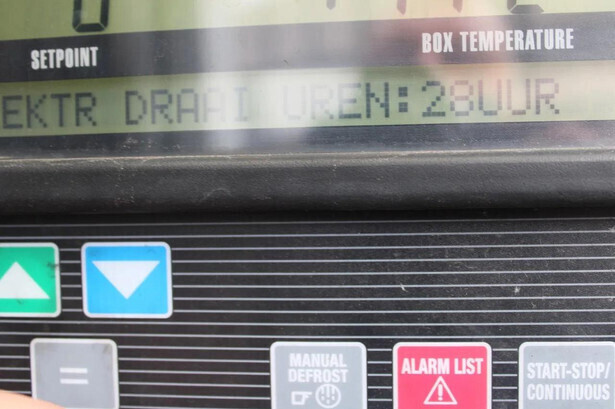 SETPOINT
BOX TEMPERATURE
EKTR DRAAI UREN:28UUR
=
MANUAL
DEFROST
ALARM LIST
START-STOP/
CONTINUOUS